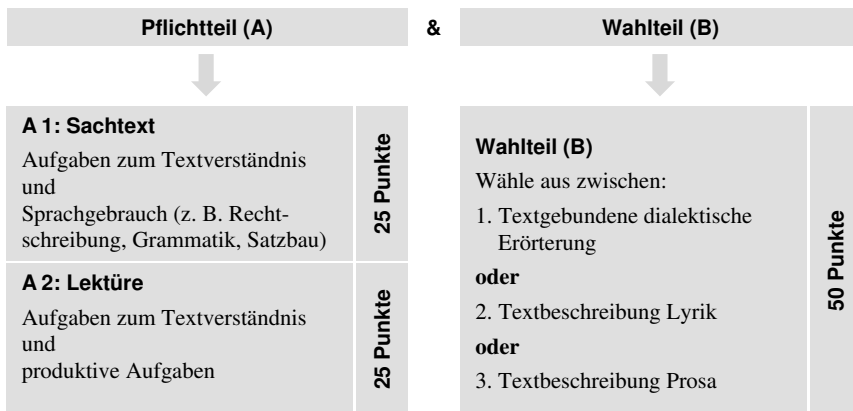 Pflichtteil (A)
&
Wahlteil (B)
A 1: Sachtext
Aufgaben zum Textverständnis
und
Sprachgebrauch (z. B. Recht-
schreibung, Grammatik, Satzbau)
25 Punkte
A 2: Lektüre
Aufgaben zum Textverständnis
und
produktive Aufgaben
25 Punkte
Wahlteil (B)
Wähle aus zwischen:
1. Textgebundene dialektische
Erörterung
oder
2. Textbeschreibung Lyrik
oder
3. Textbeschreibung Prosa
50 Punkte